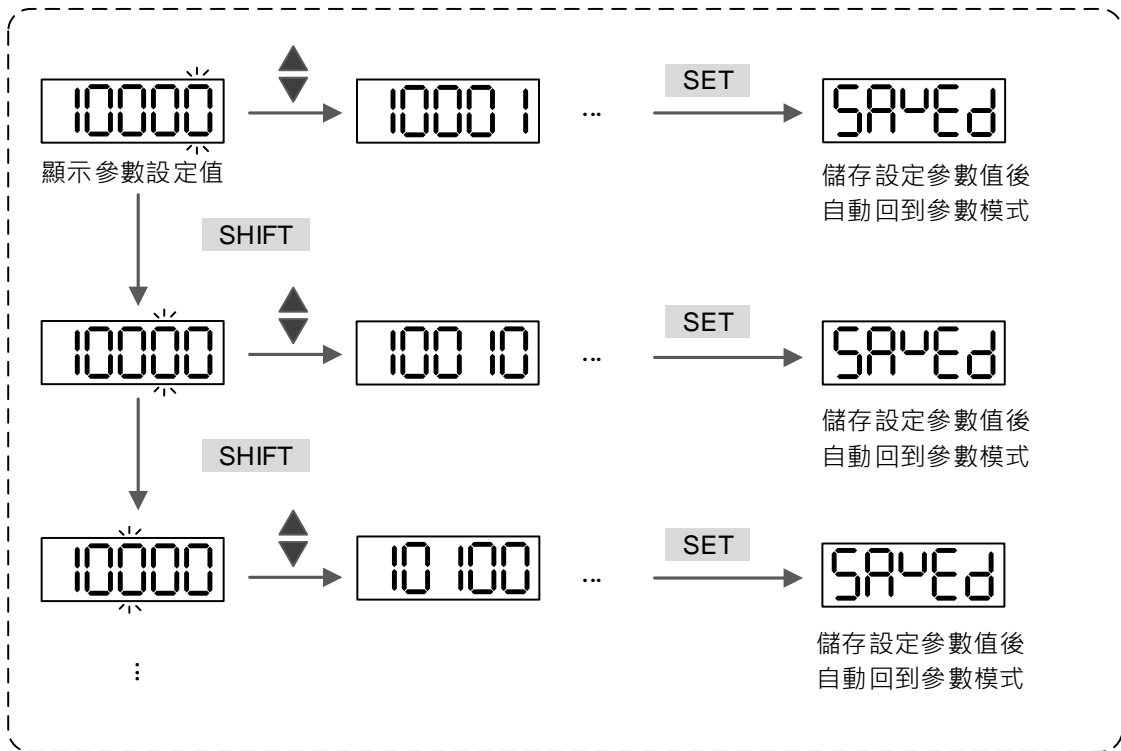 10000
10001
...
SET
SAvEd
顯示參數設定值
儲存設定參數值後
自動回到參數模式
SHIFT
10000
10010
...
SET
SAvEd
儲存設定參數值後
自動回到參數模式
SHIFT
10000
10100
...
SET
SAvEd
儲存設定參數值後
自動回到參數模式
⋮